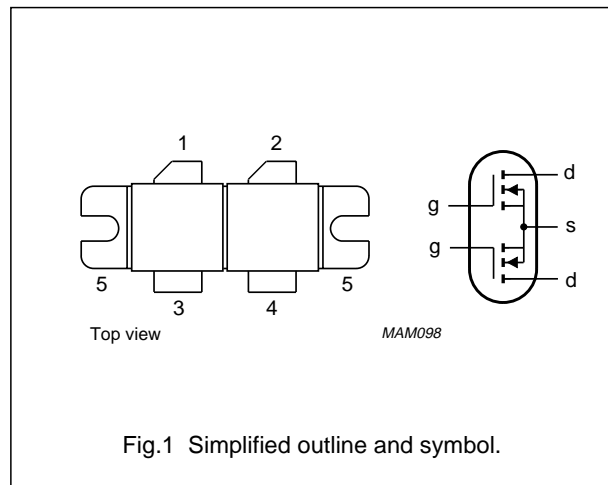 1 2
5 5
3 4
Top view
d
g
s
g
d
MAM098
Fig.1 Simplified outline and symbol.